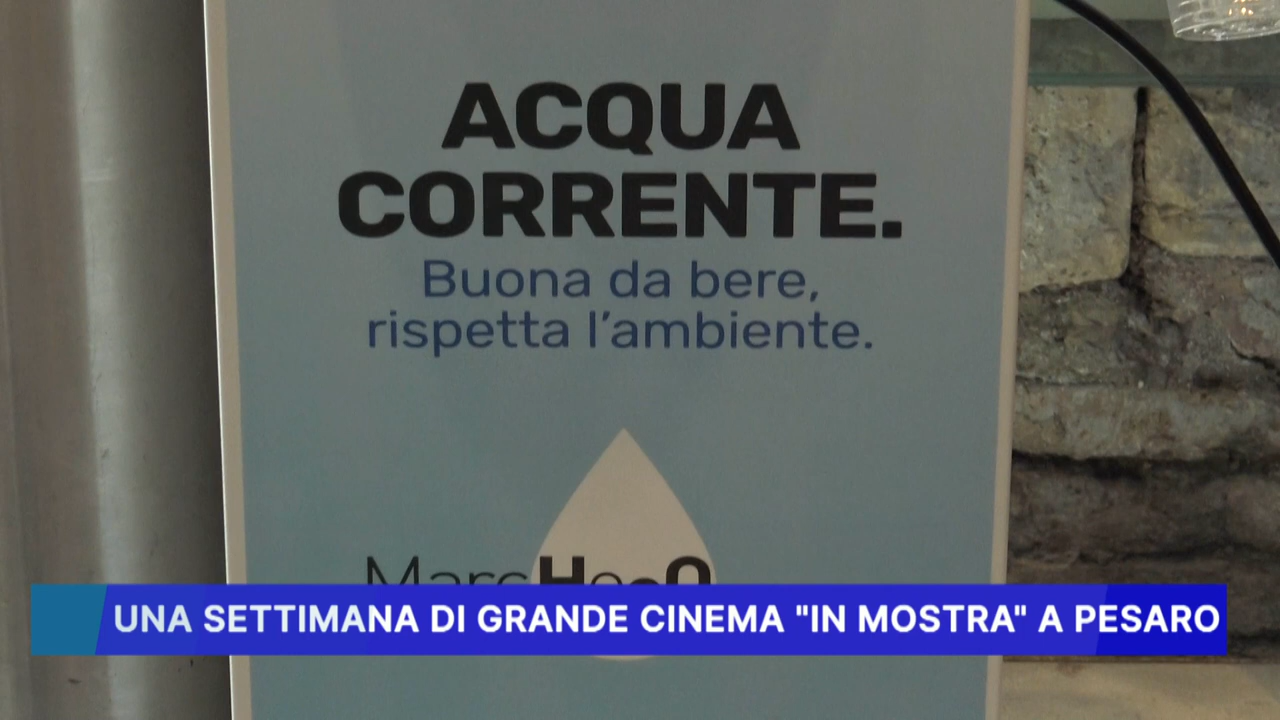 ACQUA
CORRENTE.
Buona da bere,
rispetta l'ambiente.
UNA SETTIMANA DI GRANDE CINEMA "IN MOSTRA" A PESARO